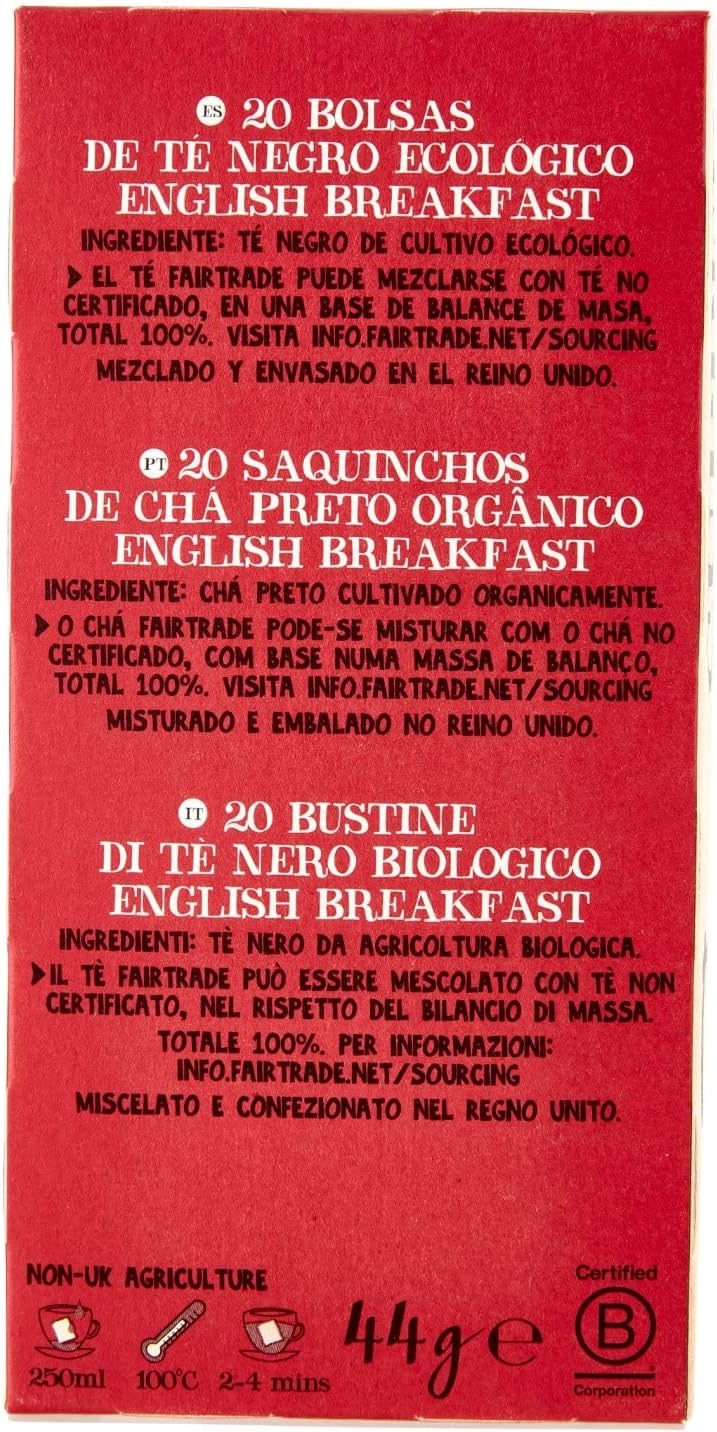 ES 20 BOLSAS
DE TÉ NEGRO ECOLÓGICO
ENGLISH BREAKFAST
INGREDIENTE: TÉ NEGRO DE CULTIVO ECOLÓGICO.
EL TÉ FAIRTRADE PUEDE MEZCLARSE CON TÉ NO
CERTIFICADO, EN UNA BASE DE BALANCE DE MASA,
TOTAL 100%. VISITA INFO.FAIRTRADE.NET/SOURCING
MEZCLADO Y ENVASADO EN EL REINO UNIDO.
PT 20 SAQUINCHOS
DE CHÁ PRETO ORGÂNICO
ENGLISH BREAKFAST
INGREDIENTE: CHÁ PRETO CULTIVADO ORGANICAMENTE.
O CHÁ FAIRTRADE PODE-SE MISTURAR COM O CHÁ NO
CERTIFICADO, COM BASE NUMA MASSA DE BALANÇO,
TOTAL 100%. VISITA INFO.FAIRTRADE.NET/SOURCING
MISTURADO E EMBALADO NO REINO UNIDO.
IT 20 BUSTINE
DI TÈ NERO BIOLOGICO
ENGLISH BREAKFAST
INGREDIENTI: TÈ NERO DA AGRICOLTURA BIOLOGICA.
IL TÈ FAIRTRADE PUÒ ESSERE MESCOLATO CON TÈ NON
CERTIFICATO, NEL RISPETTO DEL BILANCIO DI MASSA.
TOTALE 100%. PER INFORMAZIONI:
INFO.FAIRTRADE.NET/SOURCING
MISCELATO E CONFEZIONATO NEL REGNO UNITO.
NON-UK AGRICULTURE
250ml 100°C 2-4 mins
44g e
Certified
B
Corporation